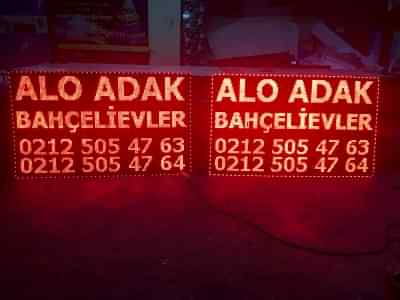 ALO ADAK
BAHÇELİEVLER
0212 505 47 63
0212 505 47 64
ALO ADAK
BAHÇELİEVLER
0212 505 47 63
0212 505 47 64